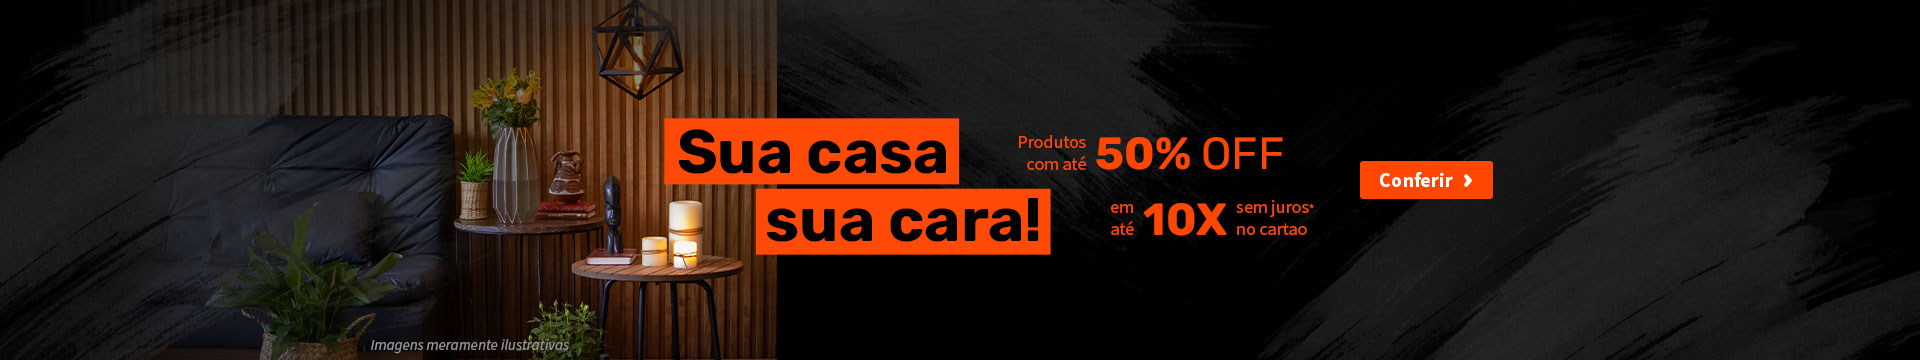 Sua casa
sua cara!
Produtos
com até
50% OFF
em
até
10X
sem juros*
no cartao
Conferir
Imagens meramente ilustrativas